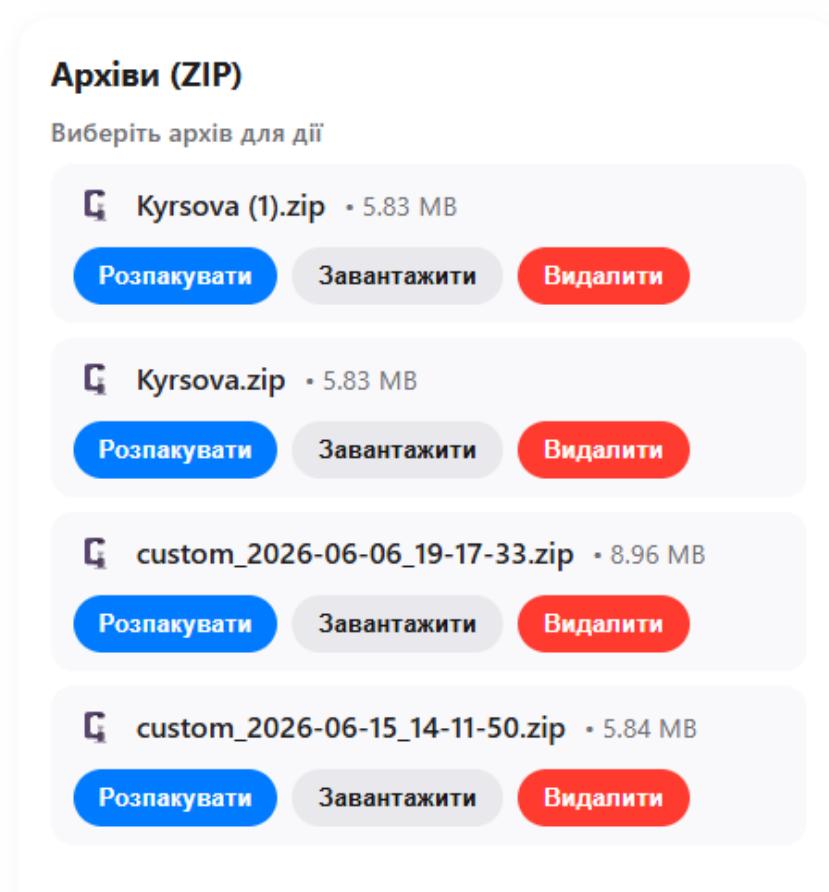 Архіви (ZIP)
Виберіть архів для дії
Kyrsova (1).zip • 5.83 MB
Розпакувати Завантажити Видалити
Kyrsova.zip • 5.83 MB
Розпакувати Завантажити Видалити
custom_2026-06-06_19-17-33.zip • 8.96 MB
Розпакувати Завантажити Видалити
custom_2026-06-15_14-11-50.zip • 5.84 MB
Розпакувати Завантажити Видалити